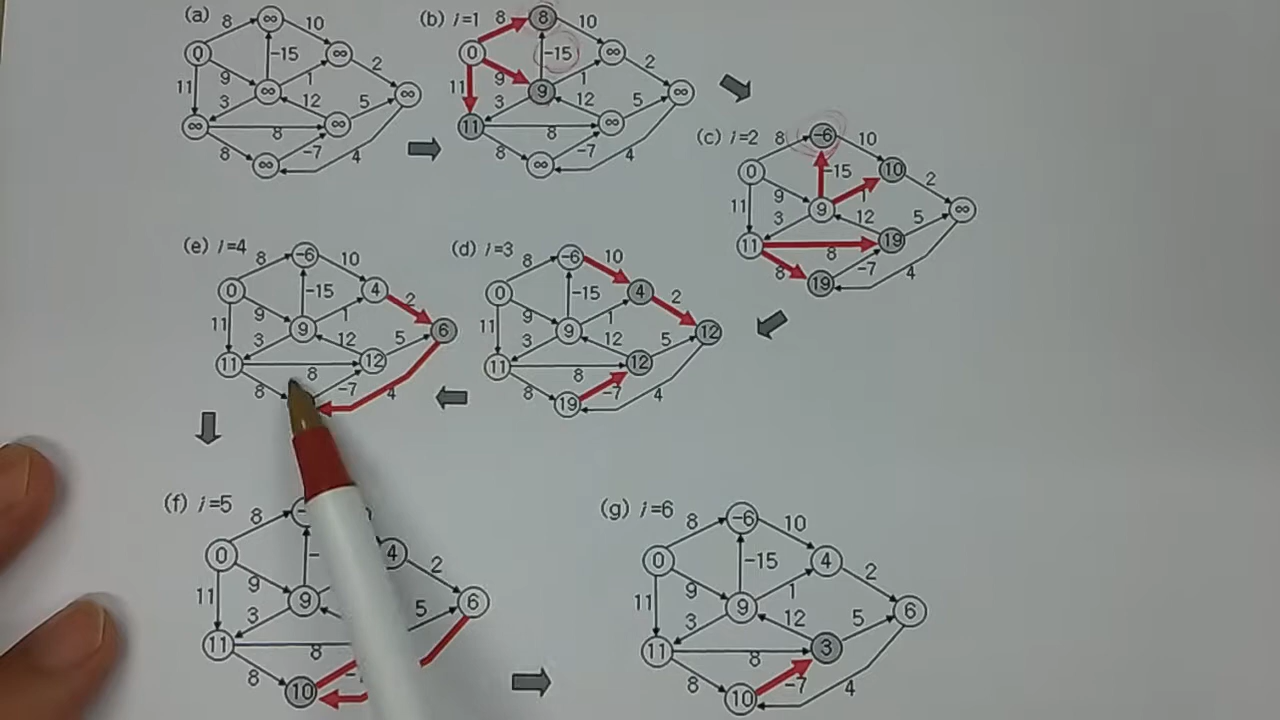 (a) 8 ∞ 10
0 -15 ∞ 2
11 9 1
∞ ∞
3 12 5
∞ 8 ∞
8 -7 4
∞
(b) i=1 8 8 10
0 -15 ∞ 2
11 9 1
9 ∞
3 12 5
11 8 ∞
8 -7 4
∞
(c) i=2 8 -6 10
0 -15 10 2
11 9 1
9 ∞
3 12 5
11 8 19
8 -7 4
19
(d) i=3 8 -6 10
0 -15 4 2
11 9 1
9 12
3 12 5
11 8 12
8 -7 4
19
(e) i=4 8 -6 10
0 -15 4 2
11 9 1
9 6
3 12 5
11 8 12
8 -7 4
(f) i=5 8
0 4 2
11 9
9 6
3 5
11 8
8
10
(g) i=6 8 -6 10
0 -15 4 2
11 9 1
9 6
3 12 5
11 8 3
8 -7 4
10